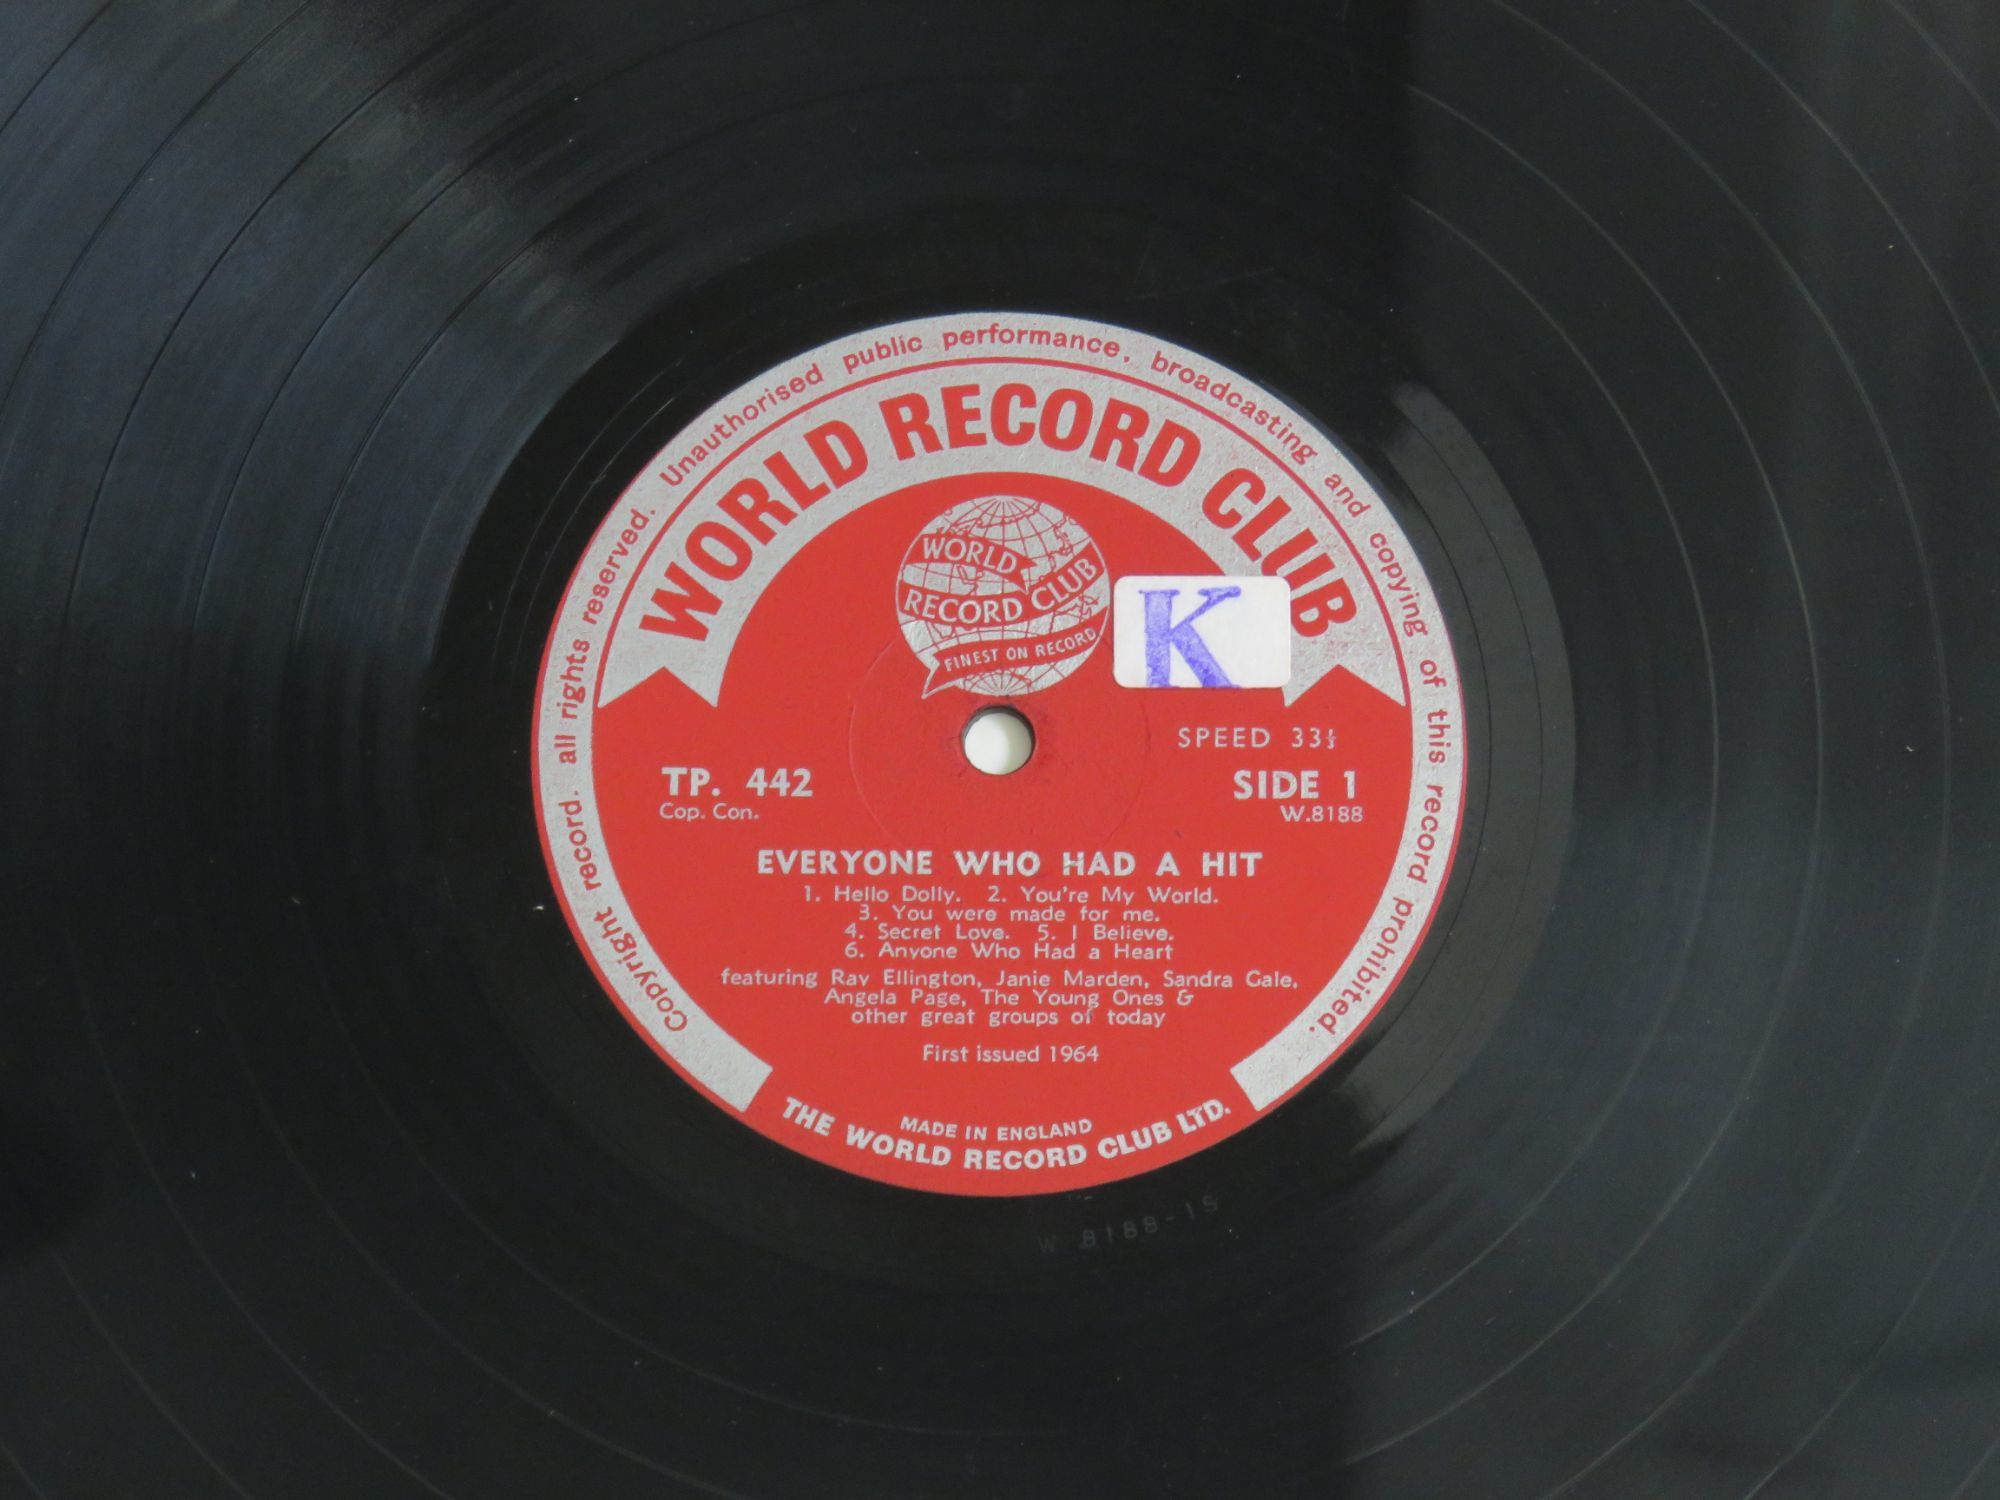 Copyright record. all rights reserved. Unauthorised public performance, broadcasting and copying of this record prohibited.
WORLD RECORD CLUB
WORLD
RECORD CLUB
FINEST ON RECORD
K
SPEED 33⅓
TP. 442
SIDE 1
Cop. Con.
W.8188
EVERYONE WHO HAD A HIT
1. Hello Dolly. 2. You're My World.
3. You were made for me.
4. Secret Love. 5. I Believe.
6. Anyone Who Had a Heart
featuring Ray Ellington, Janie Marden, Sandra Gale,
Angela Page, The Young Ones &
other great groups of today
First issued 1964
MADE IN ENGLAND
THE WORLD RECORD CLUB LTD.
W 8188-1S